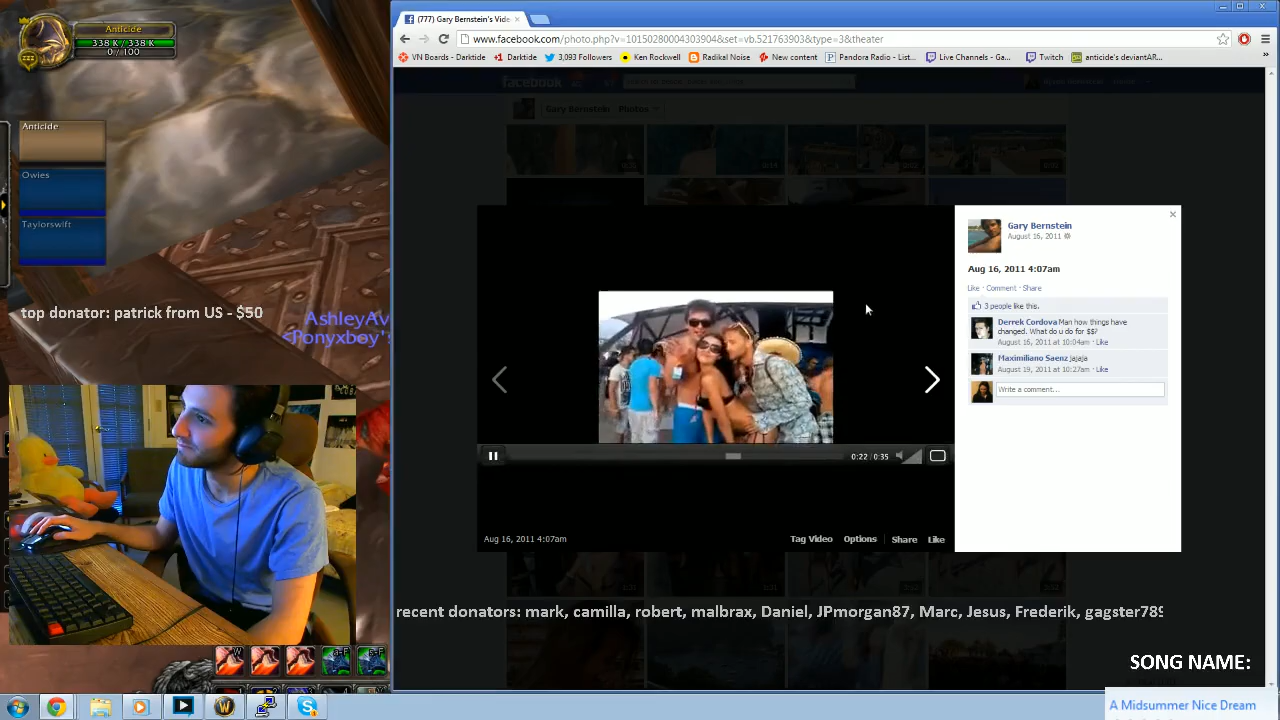 Anticide
338 K / 338 K
0 / 100
Anticide
Owies
Taylorswift
top donator: patrick from US - $50
AshleyAv
<Ponyxboy's
(777) Gary Bernstein's Vide
www.facebook.com/photo.php?v=10150280004303904&set=vb.521763903&type=3&theater
VN Boards - Darktide
Darktide
3,093 Followers
Ken Rockwell
Radikal Noise
New content
Pandora Radio - List...
Live Channels - Ga...
Twitch
anticide's deviantAR...
facebook
Gary Bernstein
Photos
Gary Bernstein
August 16, 2011
Aug 16, 2011 4:07am
Like · Comment · Share
3 people like this.
Derrek Cordova Man how things have
changed. What do u do for $$?
August 16, 2011 at 10:04am · Like
Maximiliano Saenz jajaja
August 19, 2011 at 10:27am · Like
Write a comment...
0:22 / 0:35
Aug 16, 2011 4:07am
Tag Video
Options
Share
Like
recent donators: mark, camilla, robert, malbrax, Daniel, JPmorgan87, Marc, Jesus, Frederik, gagster789
SONG NAME:
A Midsummer Nice Dream